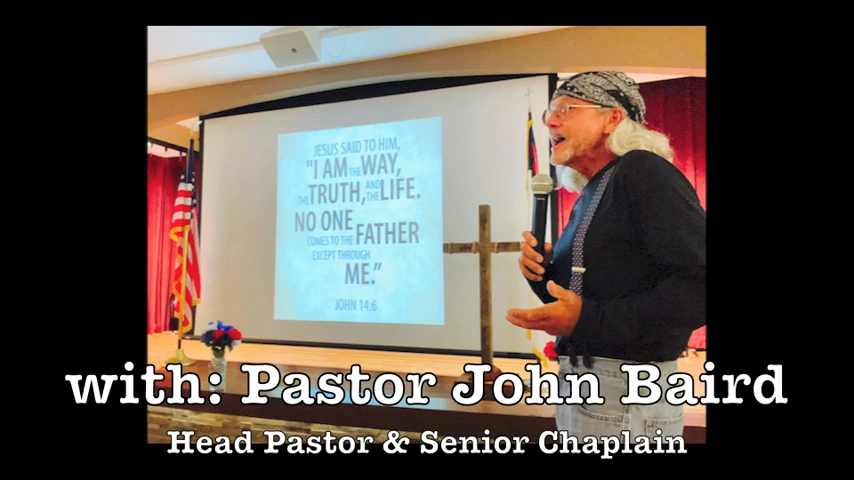 JESUS SAID TO HIM,
"I AM THE WAY,
THE TRUTH, AND THE LIFE.
NO ONE
COMES TO THE FATHER
EXCEPT THROUGH
ME."
JOHN 14:6
with: Pastor John Baird
Head Pastor & Senior Chaplain